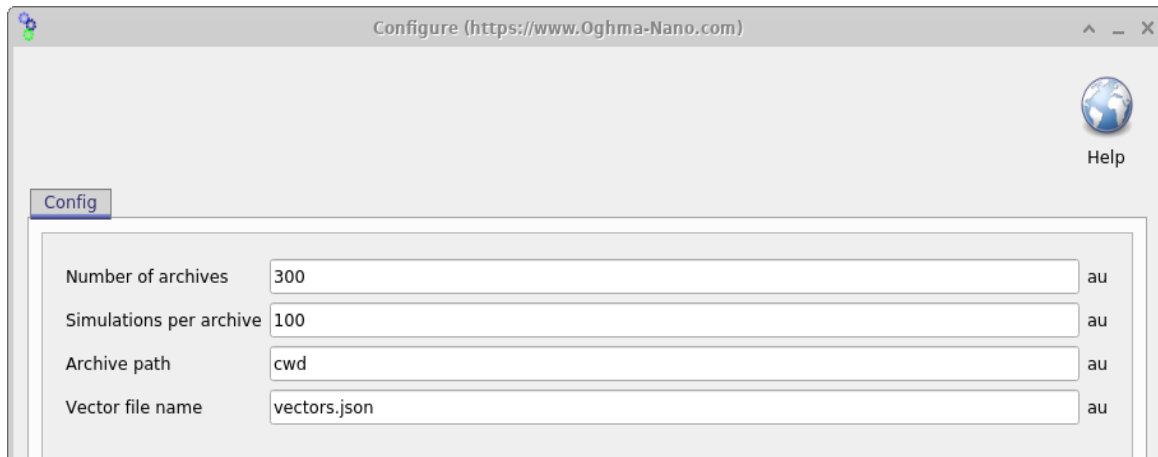 Configure (https://www.Oghma-Nano.com)
Help
Config
Number of archives 300 au
Simulations per archive 100 au
Archive path cwd au
Vector file name vectors.json au